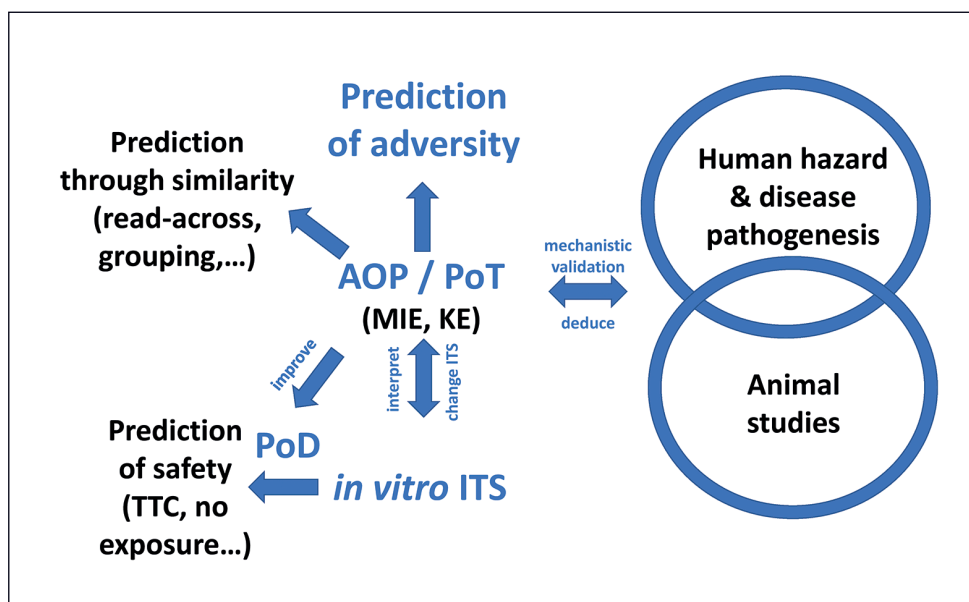 Prediction
of adversity
Prediction
through similarity
(read-across,
grouping,…)
AOP / PoT
(MIE, KE)
mechanistic
validation
deduce
Human hazard
& disease
pathogenesis
Animal
studies
improve
interpret
change ITS
PoD
Prediction
of safety
(TTC, no
exposure…)
in vitro ITS